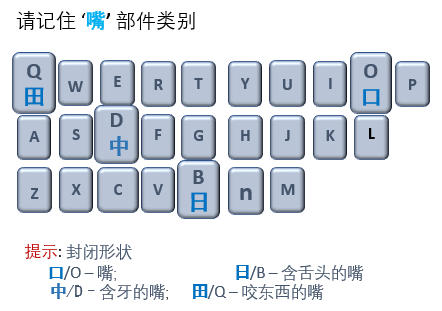 请记住 ‘嘴’ 部件类别
Q W E R T Y U I O P
田 口
A S D F G H J K L
中
Z X C V B n M
日
提示: 封闭形状
口/O – 嘴; 日/B – 含舌头的嘴
中/D – 含牙的嘴; 田/Q – 咬东西的嘴